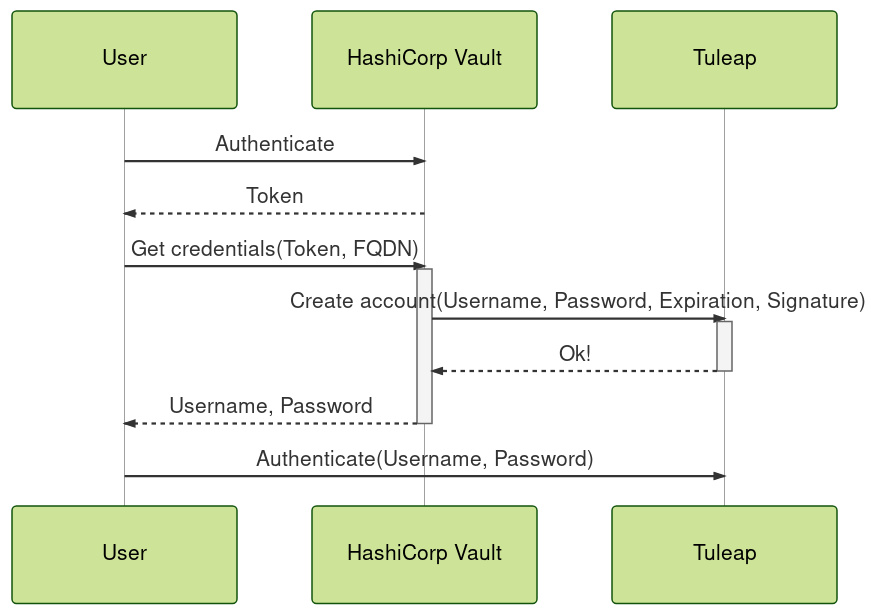 User
HashiCorp Vault
Tuleap
Authenticate
Token
Get credentials(Token, FQDN)
Create account(Username, Password, Expiration, Signature)
Ok!
Username, Password
Authenticate(Username, Password)
User
HashiCorp Vault
Tuleap